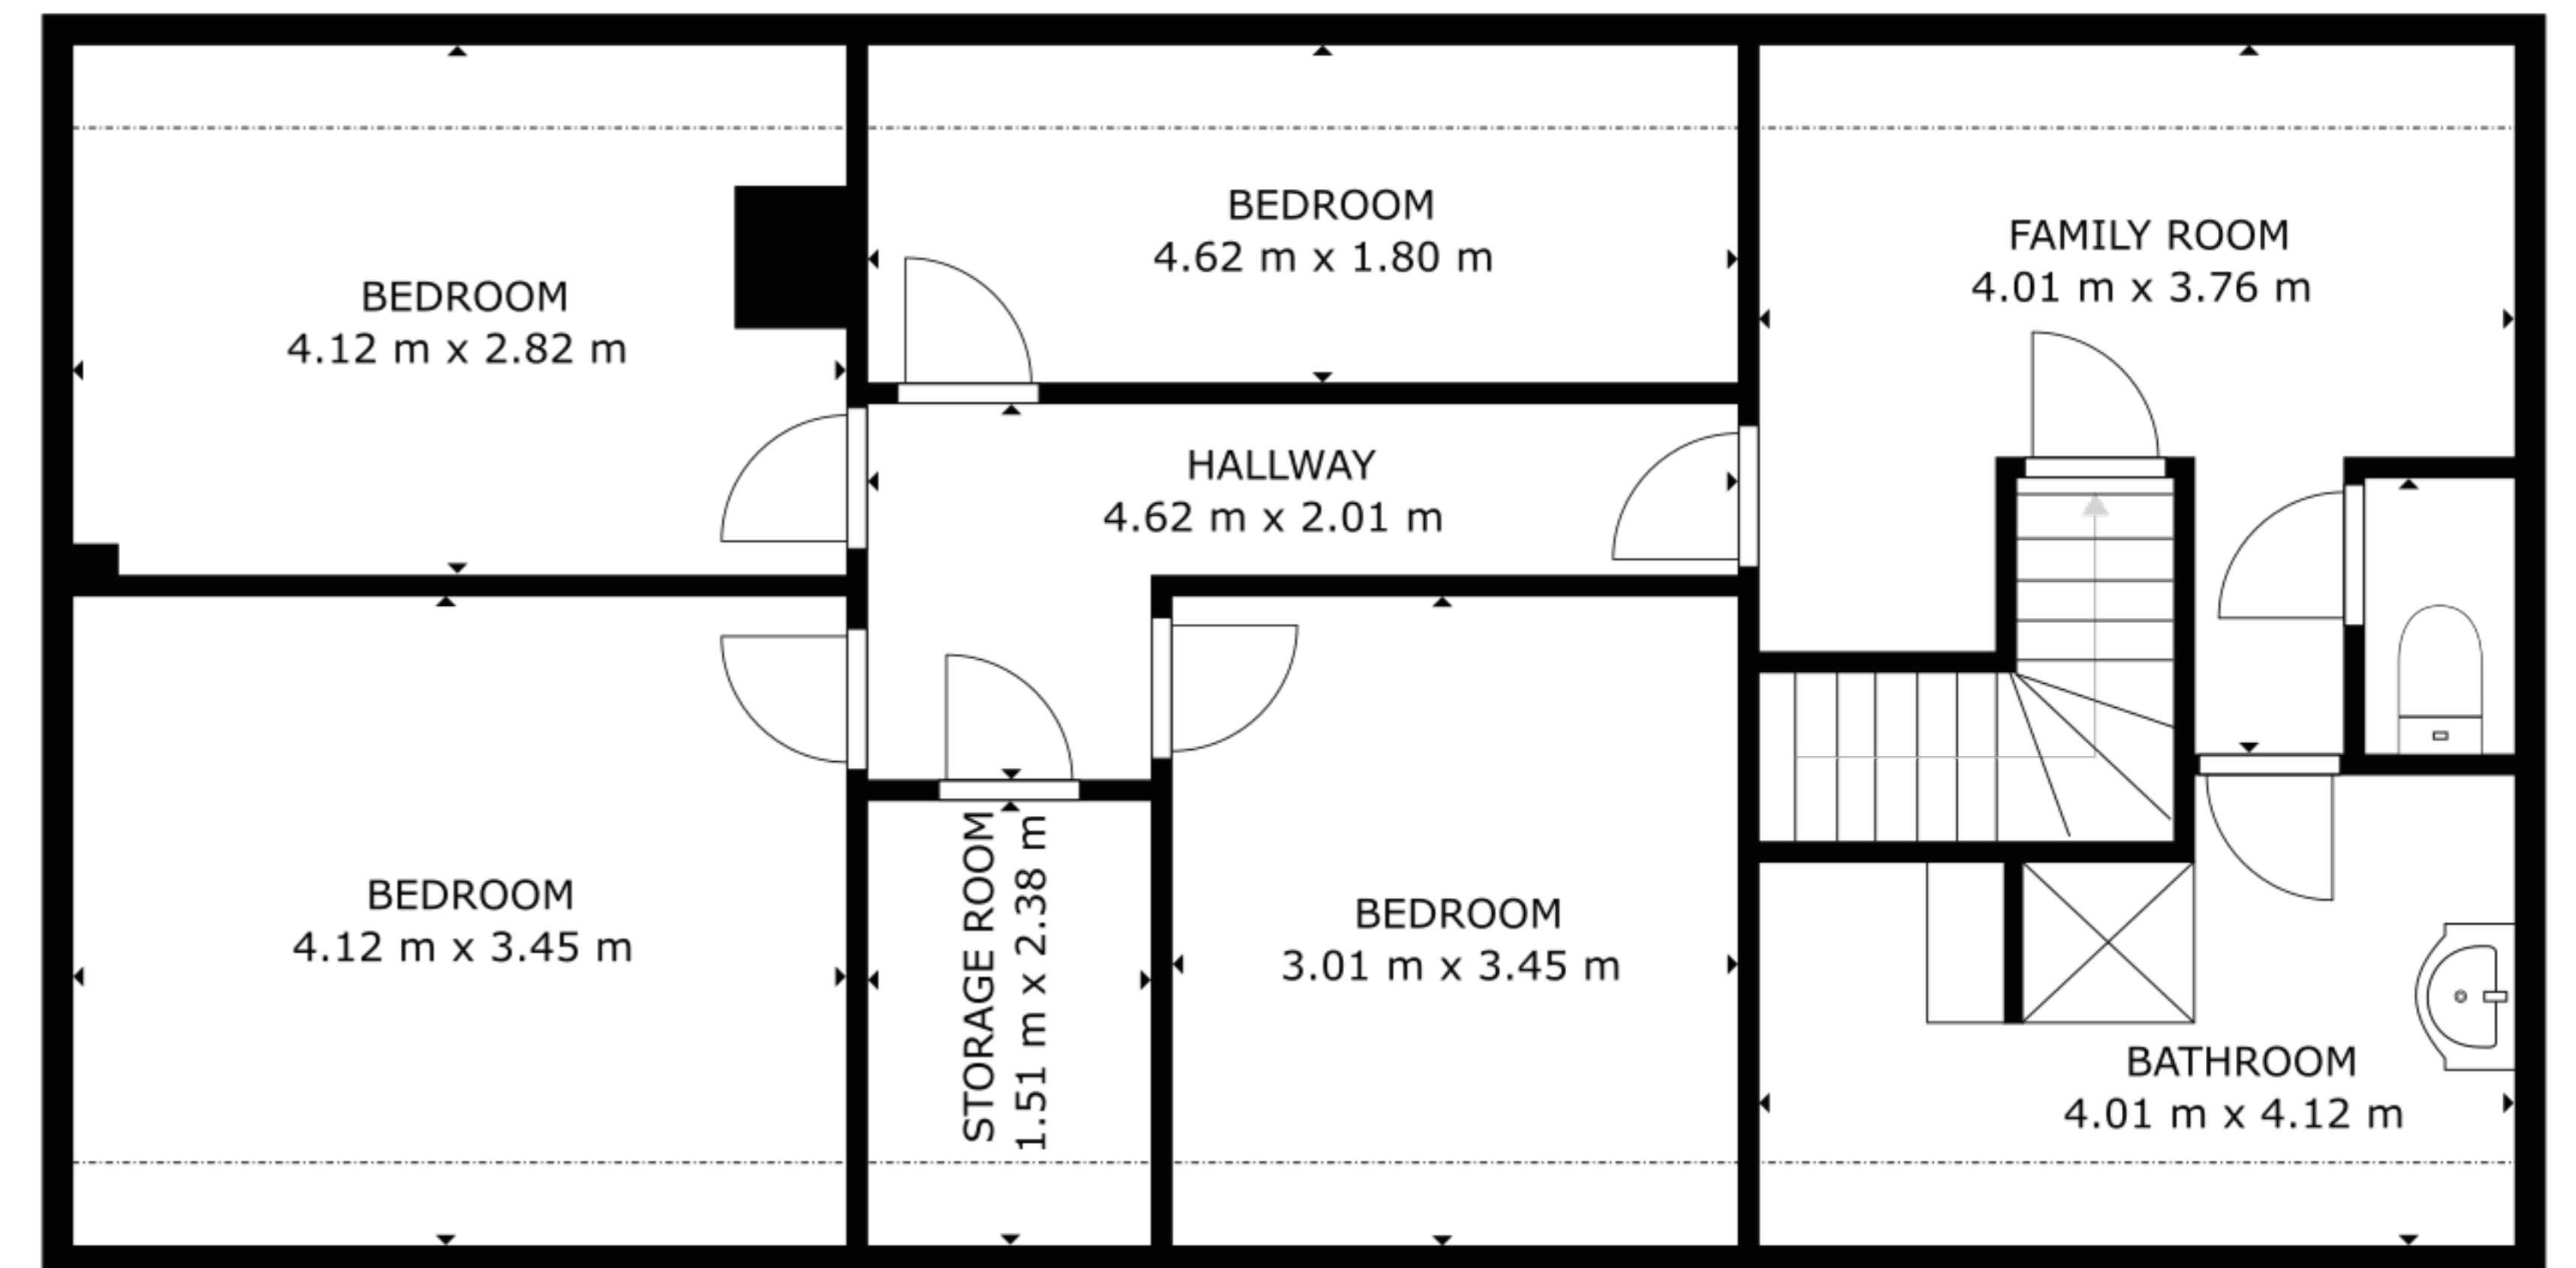 BEDROOM
4.12 m x 2.82 m
BEDROOM
4.62 m x 1.80 m
FAMILY ROOM
4.01 m x 3.76 m
HALLWAY
4.62 m x 2.01 m
BEDROOM
4.12 m x 3.45 m
STORAGE ROOM
1.51 m x 2.38 m
BEDROOM
3.01 m x 3.45 m
BATHROOM
4.01 m x 4.12 m